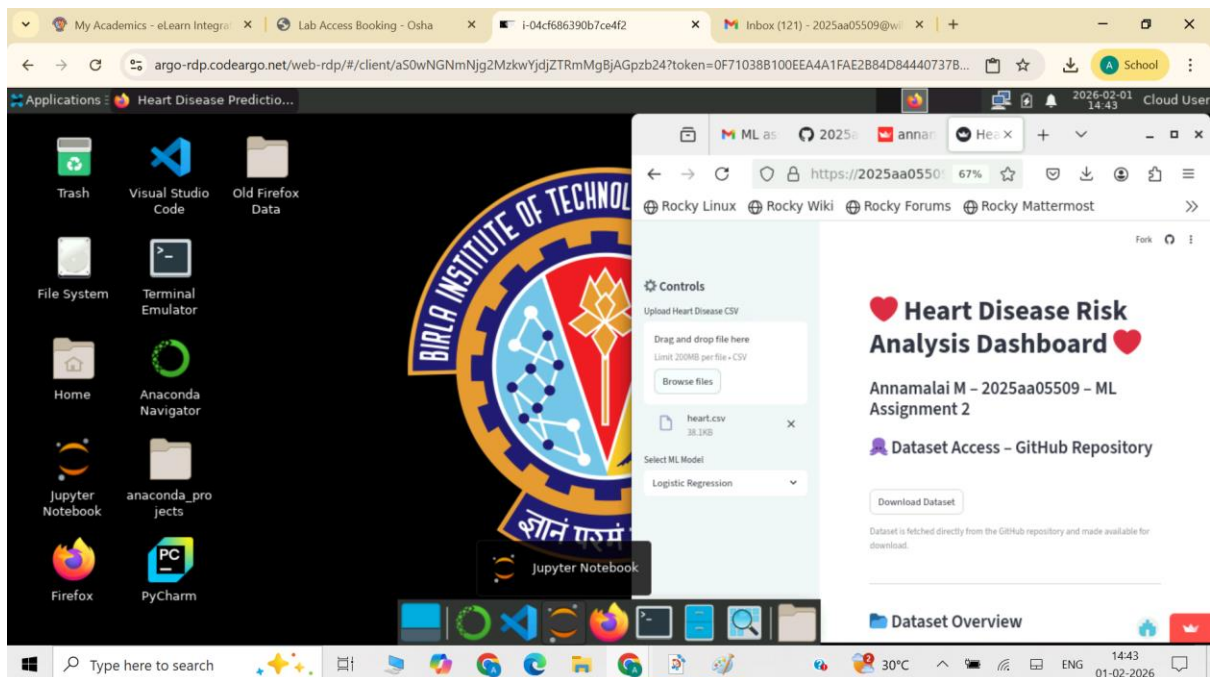 My Academics - eLearn Integrat
Lab Access Booking - Osha
i-04cf686390b7ce4f2
Inbox (121) - 2025aa05509@wil
argo-rdp.codeargo.net/web-rdp/#/client/aS0wNGNmNjg2MzkwYjdjZTRmMgBjAGpzb24?token=0F71038B100EEA4A1FAE2B84D84440737B...
School
Applications
Heart Disease Predictio...
2026-02-01
14:43
Cloud User
Trash
Visual Studio
Code
Old Firefox
Data
File System
Terminal
Emulator
Home
Anaconda
Navigator
Jupyter
Notebook
anaconda_pro
jects
Firefox
PyCharm
BIRLA INSTITUTE OF TECHNOL
ज्ञानं परमं
Jupyter Notebook
ML as
2025a
annan
Hea
https://2025aa0550
67%
Rocky Linux
Rocky Wiki
Rocky Forums
Rocky Mattermost
Fork
Controls
Upload Heart Disease CSV
Drag and drop file here
Limit 200MB per file • CSV
Browse files
heart.csv
38.1KB
Select ML Model
Logistic Regression
Heart Disease Risk
Analysis Dashboard
Annamalai M – 2025aa05509 – ML
Assignment 2
Dataset Access – GitHub Repository
Download Dataset
Dataset is fetched directly from the GitHub repository and made available for
download.
Dataset Overview
Type here to search
30°C
ENG
14:43
01-02-2026